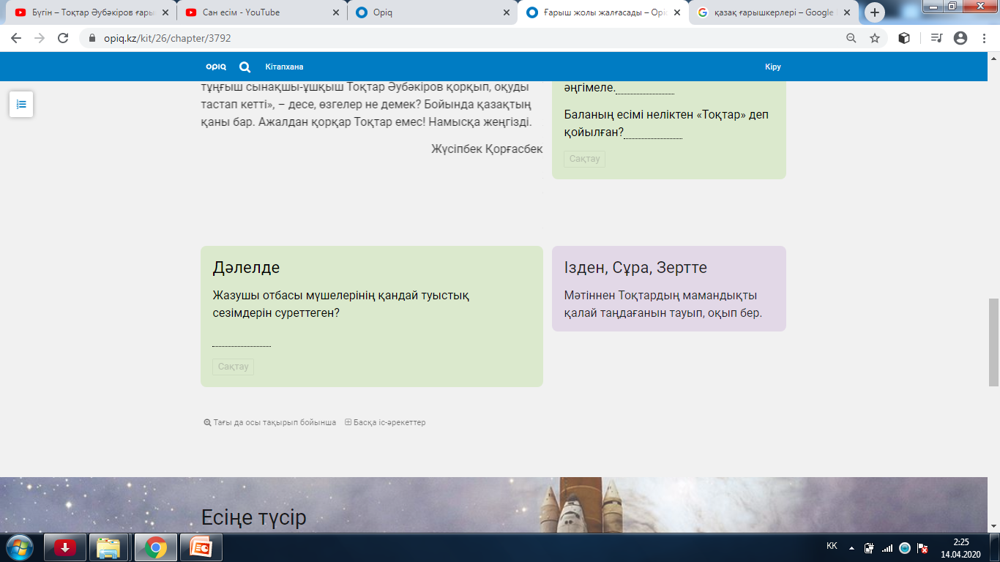 Бүгін – Тоқтар Әубәкіров ғары
Сан есім - YouTube
Opiq
Ғарыш жолы жалғасады – Opi
қазақ ғарышкерлері – Google
opiq.kz/kit/26/chapter/3792
OPIQ
Кітапхана
Кіру
тұңғыш сынақшы-ұшқыш Тоқтар Әубәкіров қорқып, оқуды
тастап кетті», – десе, өзгелер не демек? Бойында қазақтың
қаны бар. Ажалдан қорқар Тоқтар емес! Намысқа жеңгізді.
Жүсіпбек Қорғасбек
әңгімеле.
Баланың есімі неліктен «Тоқтар» деп
қойылған?
Сақтау
Дәлелде
Жазушы отбасы мүшелерінің қандай туыстық
сезімдерін суреттеген?
Сақтау
Ізден, Сұра, Зертте
Мәтіннен Тоқтардың мамандықты
қалай таңдағанын тауып, оқып бер.
Тағы да осы тақырып бойынша
Басқа іс-әрекеттер
Есіңе түсір
KK
2:25
14.04.2020